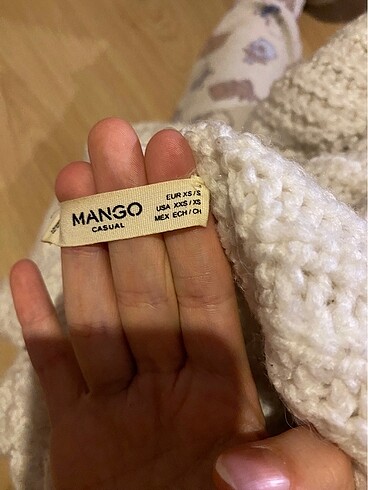 MANGO
CASUAL
EUR XS/S
USA XXS/XS
MEX ECH/CH